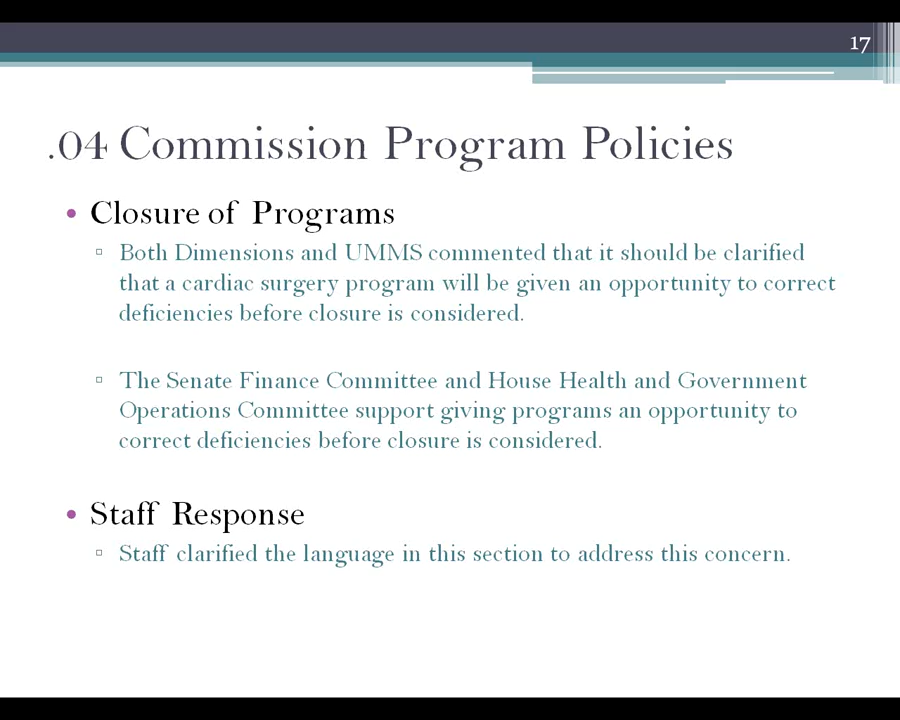 17
.04 Commission Program Policies
• Closure of Programs
▫ Both Dimensions and UMMS commented that it should be clarified
that a cardiac surgery program will be given an opportunity to correct
deficiencies before closure is considered.
▫ The Senate Finance Committee and House Health and Government
Operations Committee support giving programs an opportunity to
correct deficiencies before closure is considered.
• Staff Response
▫ Staff clarified the language in this section to address this concern.